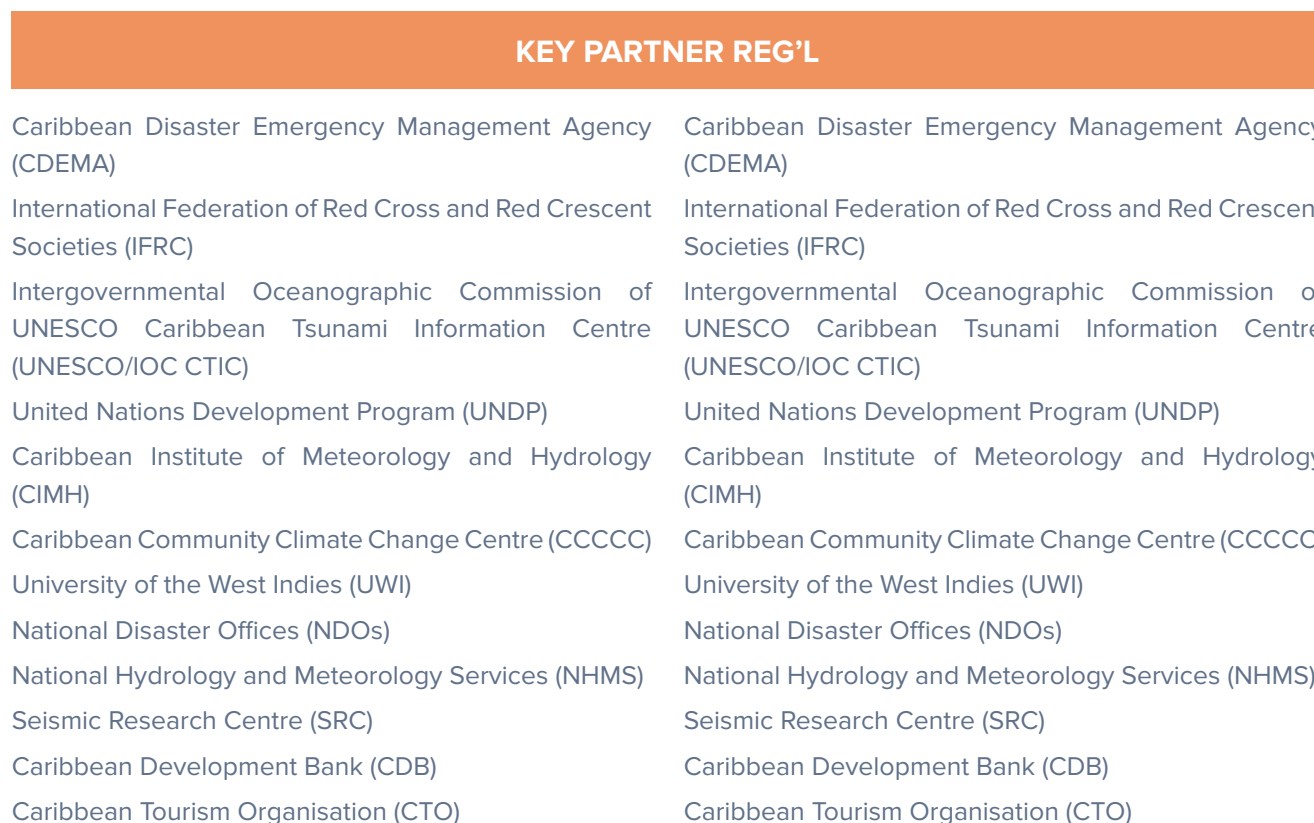 KEY PARTNER REG’L
Caribbean Disaster Emergency Management Agency
(CDEMA)
International Federation of Red Cross and Red Crescent
Societies (IFRC)
Intergovernmental Oceanographic Commission of
UNESCO Caribbean Tsunami Information Centre
(UNESCO/IOC CTIC)
United Nations Development Program (UNDP)
Caribbean Institute of Meteorology and Hydrology
(CIMH)
Caribbean Community Climate Change Centre (CCCCC)
University of the West Indies (UWI)
National Disaster Offices (NDOs)
National Hydrology and Meteorology Services (NHMS)
Seismic Research Centre (SRC)
Caribbean Development Bank (CDB)
Caribbean Tourism Organisation (CTO)
Caribbean Disaster Emergency Management Agency
(CDEMA)
International Federation of Red Cross and Red Crescen
Societies (IFRC)
Intergovernmental Oceanographic Commission o
UNESCO Caribbean Tsunami Information Centre
(UNESCO/IOC CTIC)
United Nations Development Program (UNDP)
Caribbean Institute of Meteorology and Hydrology
(CIMH)
Caribbean Community Climate Change Centre (CCCCC
University of the West Indies (UWI)
National Disaster Offices (NDOs)
National Hydrology and Meteorology Services (NHMS)
Seismic Research Centre (SRC)
Caribbean Development Bank (CDB)
Caribbean Tourism Organisation (CTO)